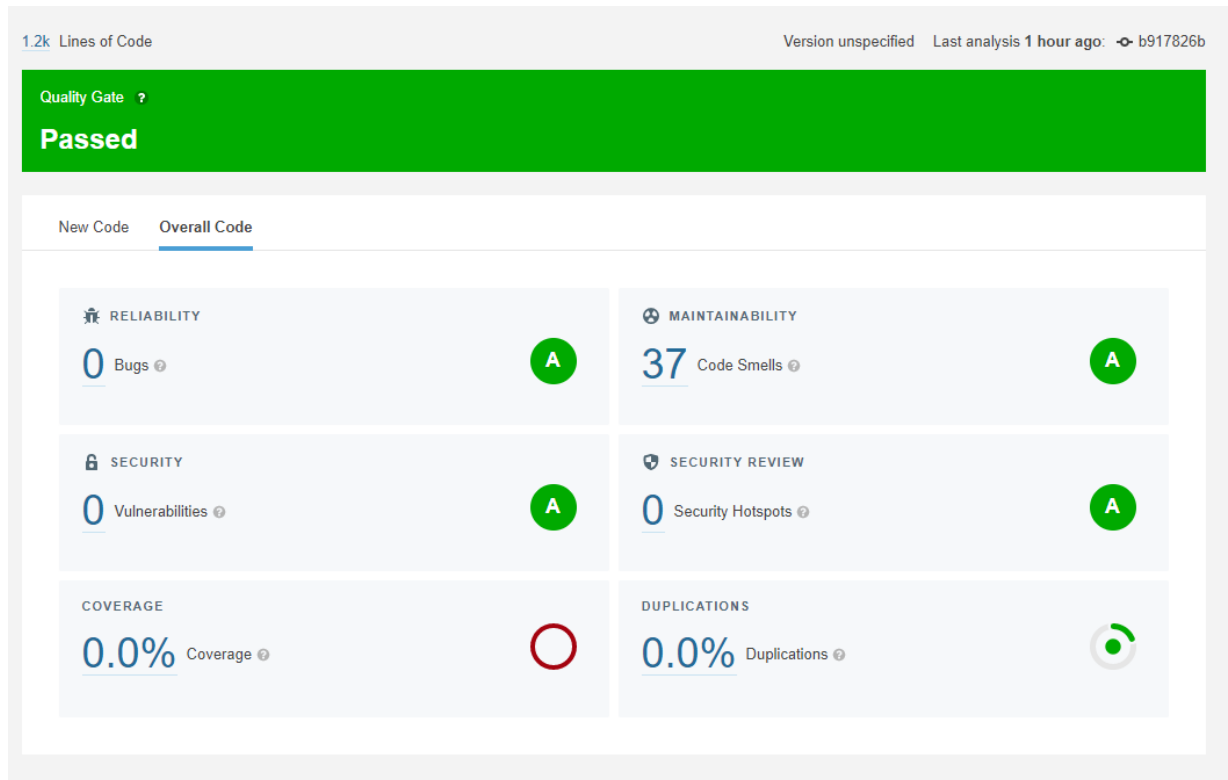 1.2k Lines of Code Version unspecified Last analysis 1 hour ago: b917826b
Quality Gate ?
Passed
New Code Overall Code
RELIABILITY
0 Bugs ?
A
MAINTAINABILITY
37 Code Smells ?
A
SECURITY
0 Vulnerabilities ?
A
SECURITY REVIEW
0 Security Hotspots ?
A
COVERAGE
0.0% Coverage ?
DUPLICATIONS
0.0% Duplications ?